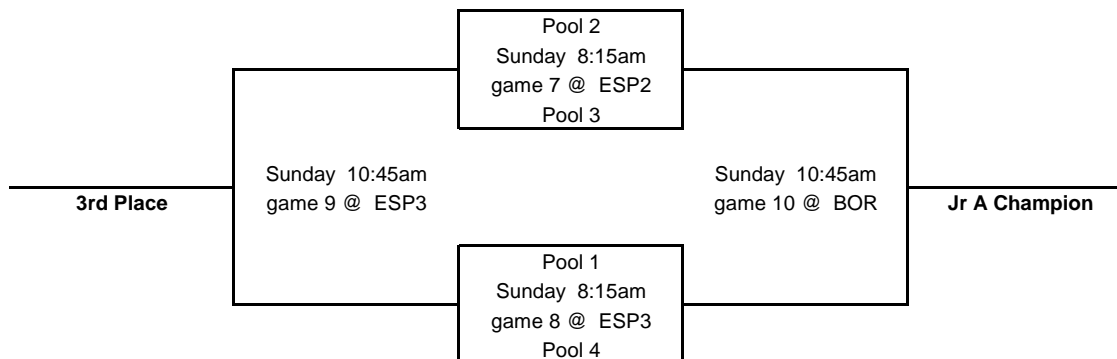 Pool 2
Sunday 8:15am
game 7 @ ESP2
Pool 3
Sunday 10:45am
game 9 @ ESP3
3rd Place
Sunday 10:45am
game 10 @ BOR
Jr A Champion
Pool 1
Sunday 8:15am
game 8 @ ESP3
Pool 4